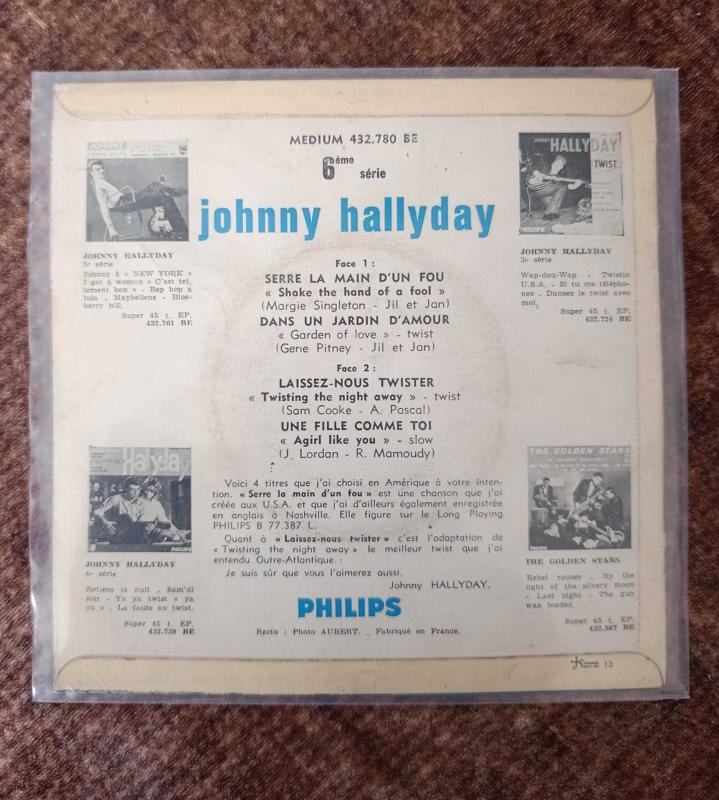 MEDIUM 432.780 BE
6ème série
johnny hallyday
JOHNNY HALLYDAY
5e série
Johnny à « NEW YORK »
I got a woman - C'est tel-
lement bon - Bep bop a
lula - Maybellene - Blue-
berry hill.
Super 45 t. EP.
432.761 BE
HALLYDAY
TWIST
PHILIPS
JOHNNY HALLYDAY
3e série
Wap-dou-Wap - Twistin
U.S.A. - Si tu me télépho-
nes - Dansez le twist avec
moi.
Super 45 t. EP.
432.724 BE
Face 1 :
SERRE LA MAIN D'UN FOU
« Shake the hand of a fool »
(Margie Singleton - Jil et Jan)
DANS UN JARDIN D'AMOUR
« Garden of love » - twist
(Gene Pitney - Jil et Jan)
Face 2 :
LAISSEZ-NOUS TWISTER
« Twisting the night away » - twist
(Sam Cooke - A. Pascal)
UNE FILLE COMME TOI
« Agirl like you » - slow
(J. Lordan - R. Mamoudy)
Voici 4 titres que j'ai choisi en Amérique à votre inten-
tion. « Serre la main d'un fou » est une chanson que j'ai
créée aux U.S.A. et que j'ai d'ailleurs également enregistrée
en anglais à Nashville. Elle figure sur le Long Playing
PHILIPS B 77.387 L.
Quant à « Laissez-nous twister » c'est l'adaptation de
« Twisting the night away » le meilleur twist que j'ai
entendu Outre-Atlantique.
Je suis sûr que vous l'aimerez aussi.
Johnny HALLYDAY.
Hallyday
PHILIPS
JOHNNY HALLYDAY
4e série
Retiens la nuit - Sam'di
soir - Ya ya twist « ya
ya » - La faute au twist.
Super 45 t. EP.
432.739 BE
THE GOLDEN STARS
PHILIPS
THE GOLDEN STARS
Rebel rouser - By the
light of the silvery moon
- Last night - The gun
was loaded.
Super 45 t. EP.
432.587 BE
PHILIPS
Recto : Photo AUBERT. Fabriqué en France.
13